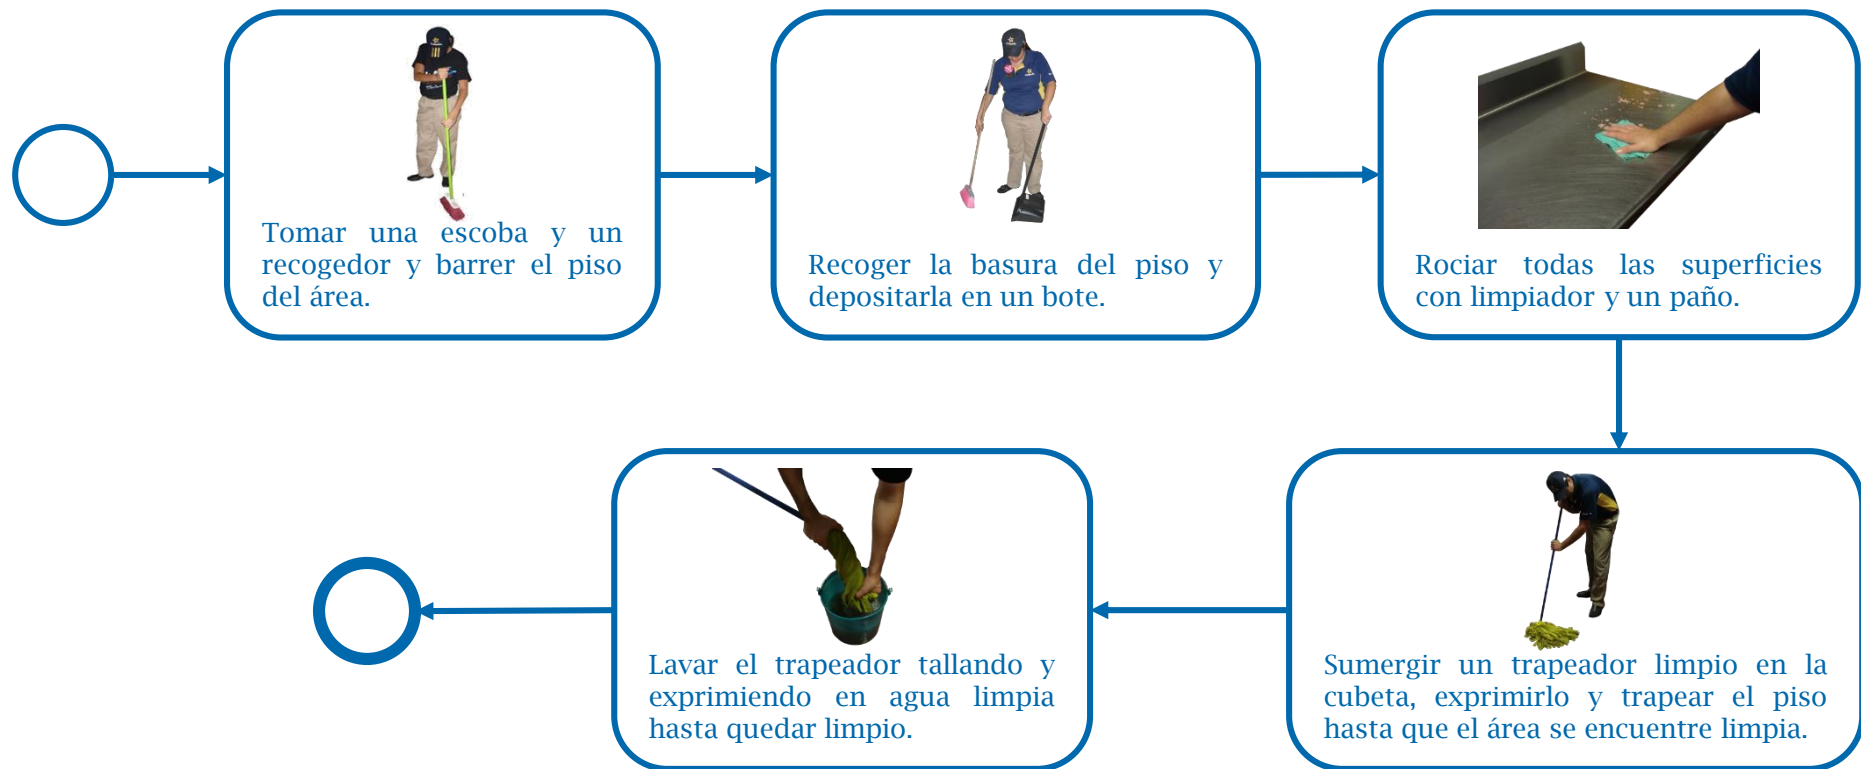 Tomar una escoba y un
recogedor y barrer el piso
del área.
Recoger la basura del piso y
depositarla en un bote.
Rociar todas las superficies
con limpiador y un paño.
Sumergir un trapeador limpio en la
cubeta, exprimirlo y trapear el piso
hasta que el área se encuentre limpia.
Lavar el trapeador tallando y
exprimiendo en agua limpia
hasta quedar limpio.